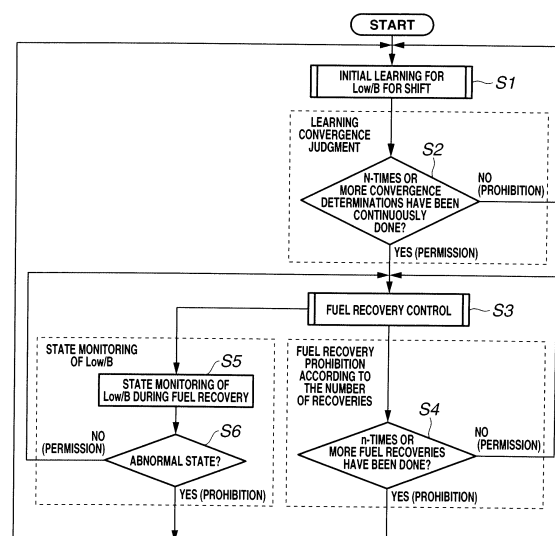 START
INITIAL LEARNING FOR
Low/B FOR SHIFT
S1
LEARNING
CONVERGENCE
JUDGMENT
S2
N-TIMES OR
MORE CONVERGENCE
DETERMINATIONS HAVE BEEN
CONTINUOUSLY
DONE?
NO
(PROHIBITION)
YES (PERMISSION)
FUEL RECOVERY CONTROL
S3
STATE MONITORING
OF Low/B
S5
STATE MONITORING OF
Low/B DURING FUEL RECOVERY
S6
NO
(PERMISSION)
ABNORMAL STATE?
YES (PROHIBITION)
FUEL RECOVERY
PROHIBITION
ACCORDING TO
THE NUMBER
OF RECOVERIES
S4
n-TIMES OR
MORE FUEL RECOVERIES
HAVE BEEN DONE?
NO
(PERMISSION)
YES (PROHIBITION)